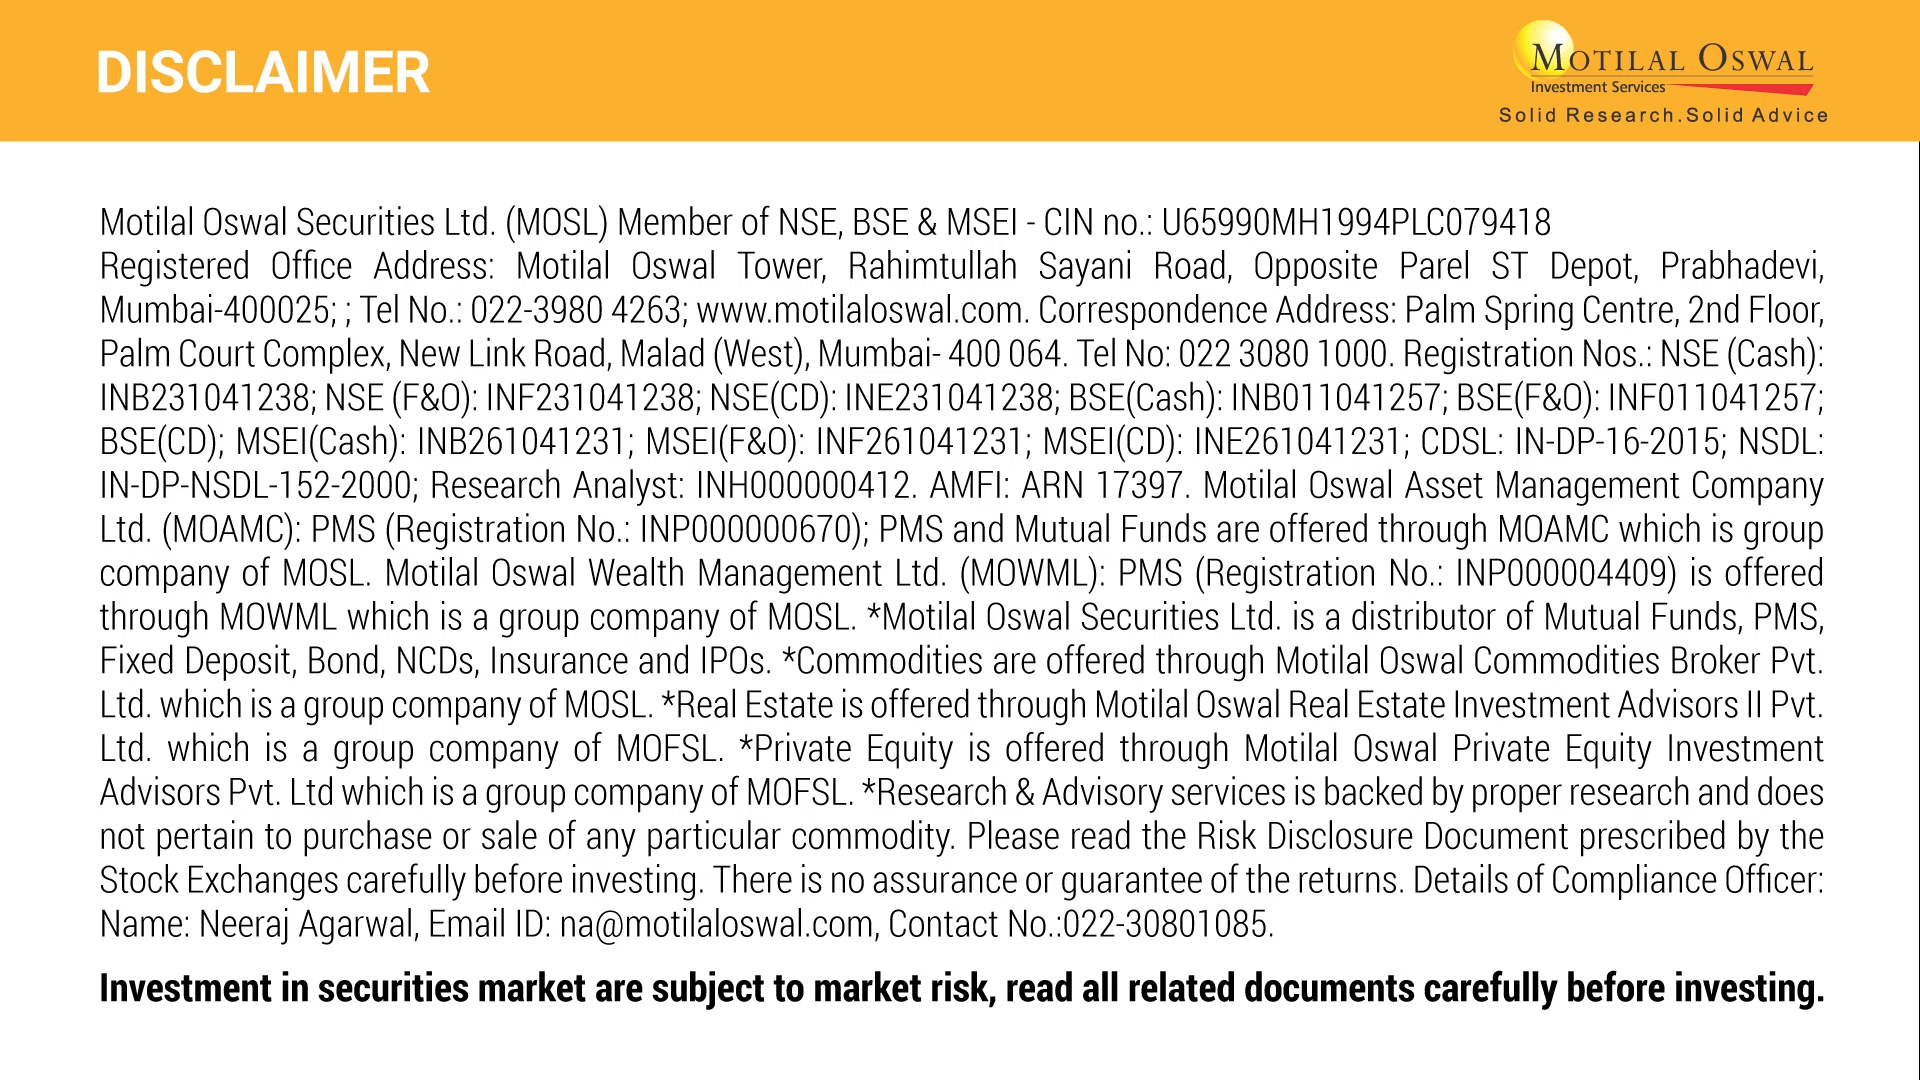 DISCLAIMER
MOTILAL OSWAL
Investment Services
Solid Research.Solid Advice
Motilal Oswal Securities Ltd. (MOSL) Member of NSE, BSE & MSEI - CIN no.: U65990MH1994PLC079418
Registered Office Address: Motilal Oswal Tower, Rahimtullah Sayani Road, Opposite Parel ST Depot, Prabhadevi,
Mumbai-400025; ; Tel No.: 022-3980 4263; www.motilaloswal.com. Correspondence Address: Palm Spring Centre, 2nd Floor,
Palm Court Complex, New Link Road, Malad (West), Mumbai- 400 064. Tel No: 022 3080 1000. Registration Nos.: NSE (Cash):
INB231041238; NSE (F&O): INF231041238; NSE(CD): INE231041238; BSE(Cash): INB011041257; BSE(F&O): INF011041257;
BSE(CD); MSEI(Cash): INB261041231; MSEI(F&O): INF261041231; MSEI(CD): INE261041231; CDSL: IN-DP-16-2015; NSDL:
IN-DP-NSDL-152-2000; Research Analyst: INH000000412. AMFI: ARN 17397. Motilal Oswal Asset Management Company
Ltd. (MOAMC): PMS (Registration No.: INP000000670); PMS and Mutual Funds are offered through MOAMC which is group
company of MOSL. Motilal Oswal Wealth Management Ltd. (MOWML): PMS (Registration No.: INP000004409) is offered
through MOWML which is a group company of MOSL. *Motilal Oswal Securities Ltd. is a distributor of Mutual Funds, PMS,
Fixed Deposit, Bond, NCDs, Insurance and IPOs. *Commodities are offered through Motilal Oswal Commodities Broker Pvt.
Ltd. which is a group company of MOSL. *Real Estate is offered through Motilal Oswal Real Estate Investment Advisors II Pvt.
Ltd. which is a group company of MOFSL. *Private Equity is offered through Motilal Oswal Private Equity Investment
Advisors Pvt. Ltd which is a group company of MOFSL. *Research & Advisory services is backed by proper research and does
not pertain to purchase or sale of any particular commodity. Please read the Risk Disclosure Document prescribed by the
Stock Exchanges carefully before investing. There is no assurance or guarantee of the returns. Details of Compliance Officer:
Name: Neeraj Agarwal, Email ID: na@motilaloswal.com, Contact No.:022-30801085.
Investment in securities market are subject to market risk, read all related documents carefully before investing.